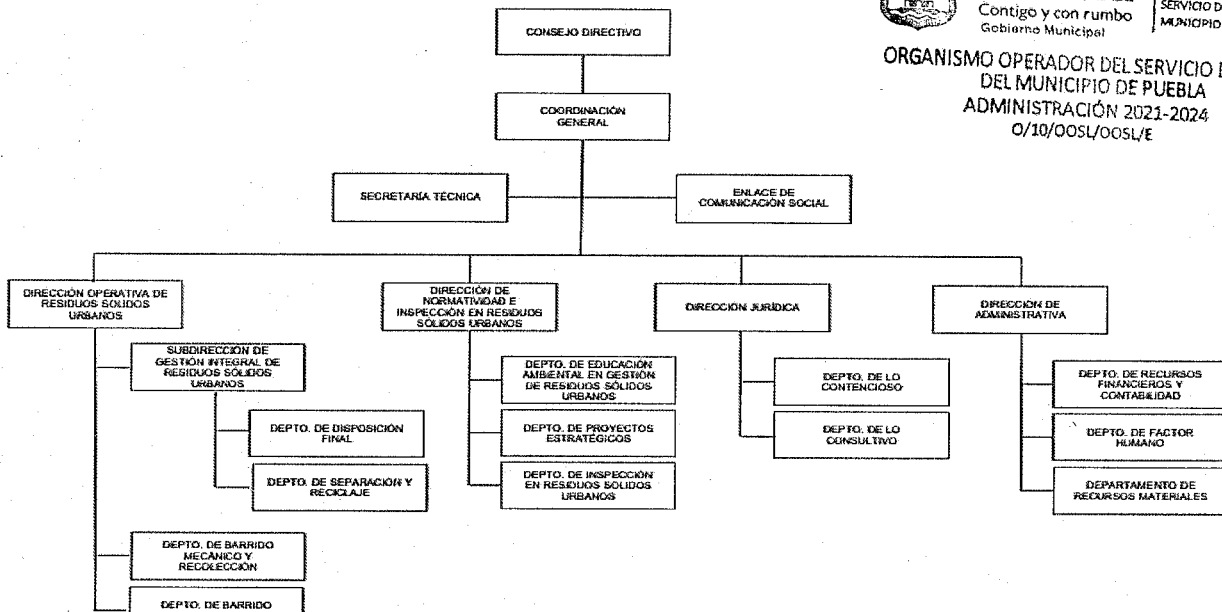 Contigo y con rumbo
Gobierno Municipal
SERVICIO D
MUNICIPIO
ORGANISMO OPERADOR DEL SERVICIO
DEL MUNICIPIO DE PUEBLA
ADMINISTRACIÓN 2021-2024
O/10/OOSL/OOSL/E
CONSEJO DIRECTIVO
COORDINACIÓN
GENERAL
SECRETARÍA TÉCNICA
ENLACE DE
COMUNICACIÓN SOCIAL
DIRECCIÓN OPERATIVA DE
RESIDUOS SOLIDOS
URBANOS
SUBDIRECCIÓN DE
GESTIÓN INTEGRAL DE
RESIDUOS SÓLIDOS
URBANOS
DEPTO. DE DISPOSICIÓN
FINAL
DEPTO. DE SEPARACIÓN Y
RECICLAJE
DEPTO. DE BARRIDO
MECÁNICO Y
RECOLECCIÓN
DEPTO. DE BARRIDO
DIRECCIÓN DE
NORMATIVIDAD E
INSPECCIÓN EN RESIDUOS
SÓLIDOS URBANOS
DEPTO. DE EDUCACIÓN
AMBIENTAL EN GESTIÓN
DE RESIDUOS SÓLIDOS
URBANOS
DEPTO. DE PROYECTOS
ESTRATÉGICOS
DEPTO. DE INSPECCIÓN
EN RESIDUOS SOLIDOS
URBANOS
DIRECCIÓN JURÍDICA
DEPTO. DE LO
CONTENCIOSO
DEPTO. DE LO
CONSULTIVO
DIRECCIÓN DE
ADMINISTRATIVA
DEPTO. DE RECURSOS
FINANCIEROS Y
CONTABILIDAD
DEPTO. DE FACTOR
HUMANO
DEPARTAMENTO DE
RECURSOS MATERIALES